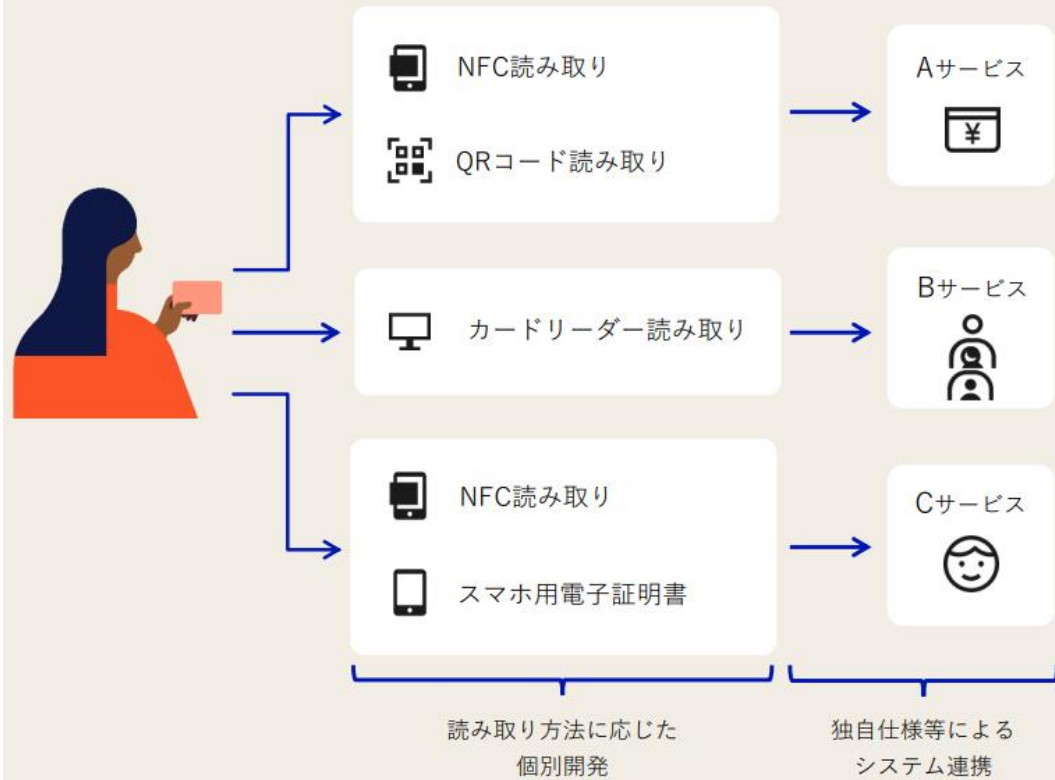 NFC読み取り
QRコード読み取り
Aサービス
¥
カードリーダー読み取り
Bサービス
NFC読み取り
スマホ用電子証明書
Cサービス
読み取り方法に応じた
個別開発
独自仕様等による
システム連携